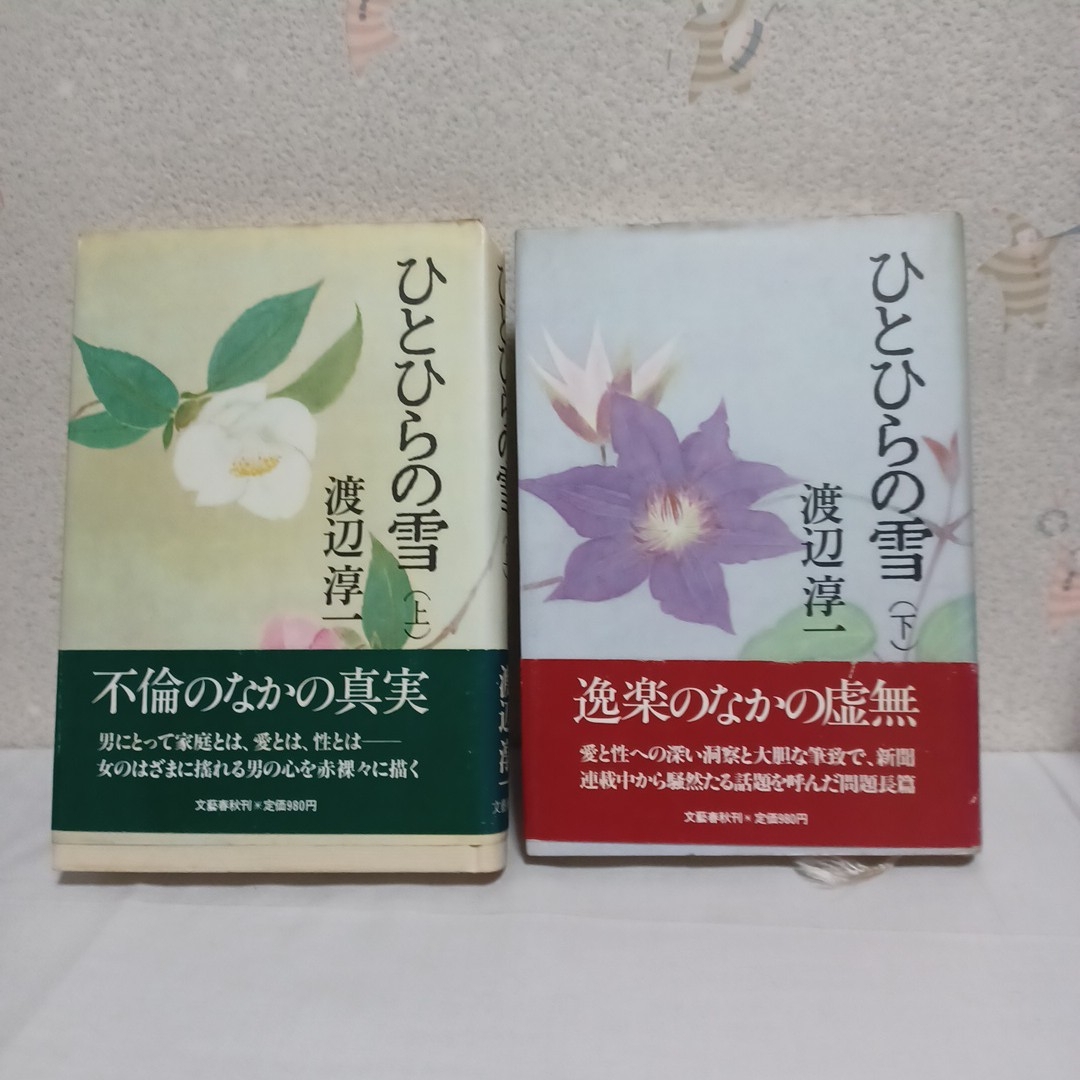 ひとひらの雪
(上)
渡辺淳一
不倫のなかの真実
男にとって家庭とは、愛とは、性とは――
女のはざまに揺れる男の心を赤裸々に描く
文藝春秋刊*定価980円
ひとひらの雪
(下)
渡辺淳一
逸楽のなかの虚無
愛と性への深い洞察と大胆な筆致で、新聞
連載中から騒然たる話題を呼んだ問題長篇
文藝春秋刊*定価980円